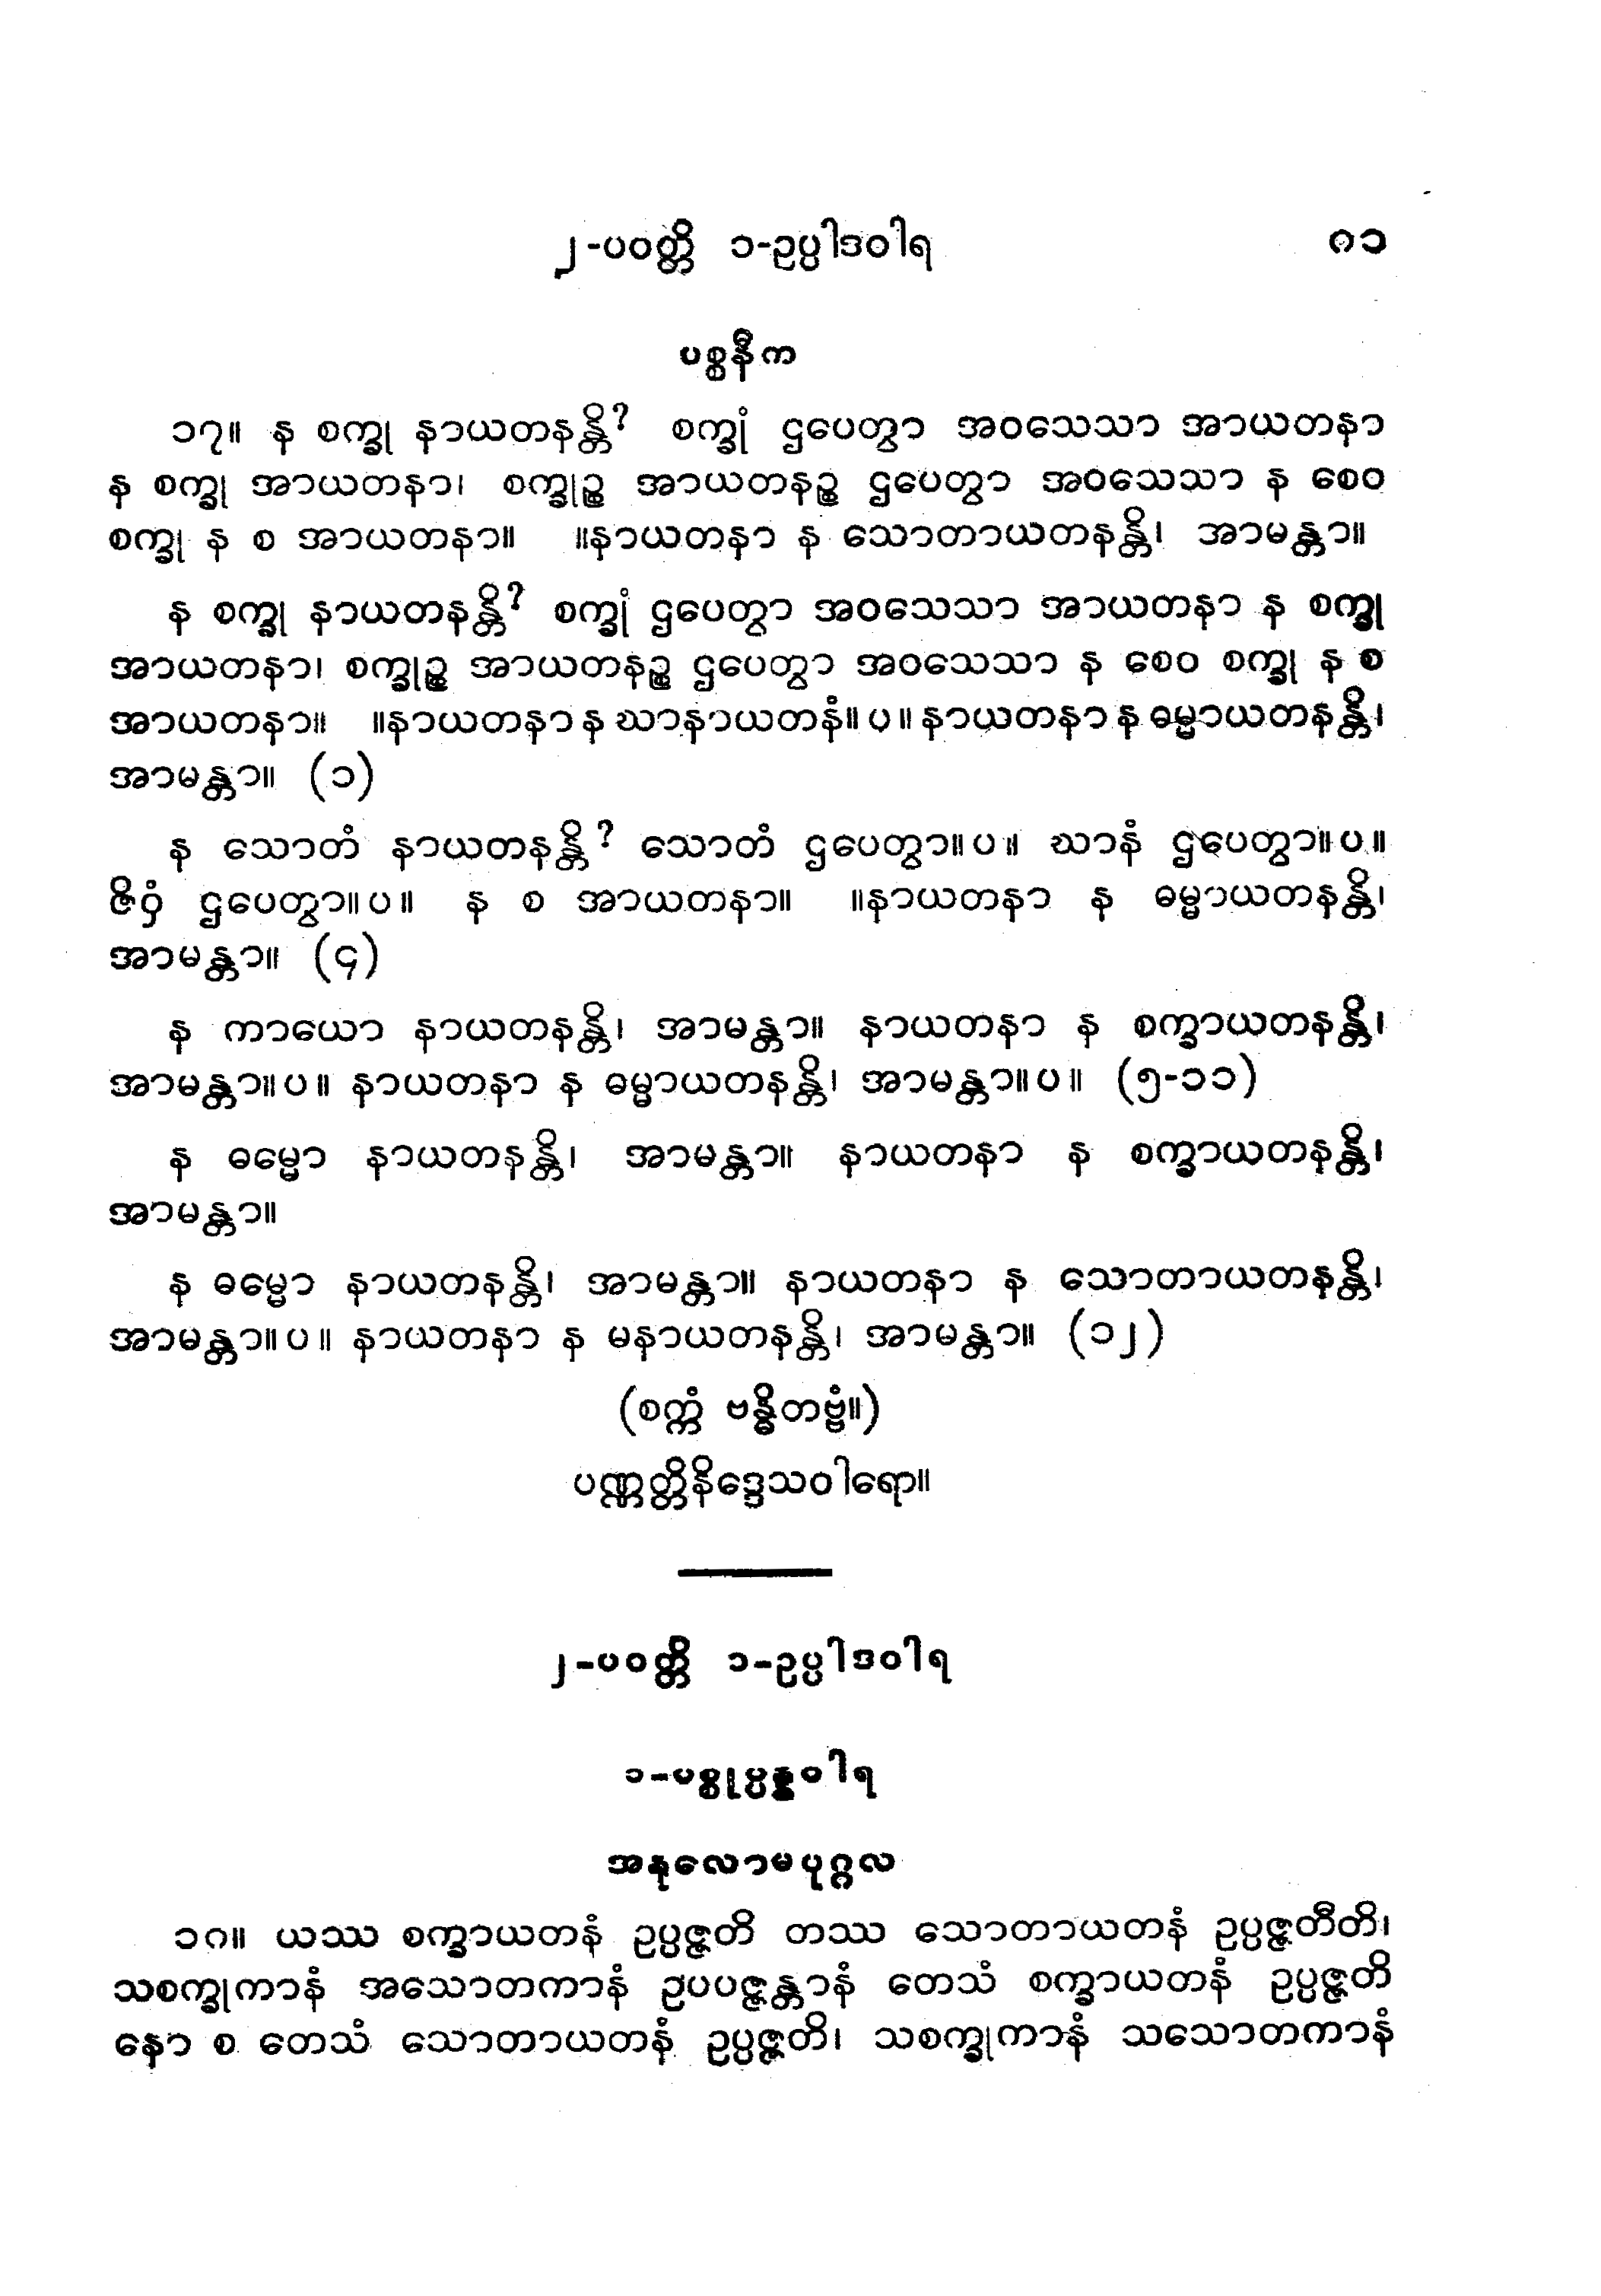 ၂-ပဝတ္တိ ၁-ဥပ္ပါဒဝါရ ၈၁
ပစ္စနီက
၁၇။ န စက္ခု နာယတနန္တိ? စက္ခုံ ဌပေတွာ အဝသေသာ အာယတနာ
န စက္ခု အာယတနာ၊ စက္ခုဉ္စ အာယတနဉ္စ ဌပေတွာ အဝသေသာ န စေဝ
စက္ခု န စ အာယတနာ။ ။နာယတနာ န သောတာယတနန္တိ၊ အာမန္တာ။
န စက္ခု နာယတနန္တိ? စက္ခုံ ဌပေတွာ အဝသေသာ အာယတနာ န စက္ခု
အာယတနာ၊ စက္ခုဉ္စ အာယတနဉ္စ ဌပေတွာ အဝသေသာ န စေဝ စက္ခု န စ
အာယတနာ။ ။နာယတနာ န ဃာနာယတနံ။ပ။နာယတနာ န ဓမ္မာယတနန္တိ၊
အာမန္တာ။ (၁)
န သောတံ နာယတနန္တိ? သောတံ ဌပေတွာ။ပ။ ဃာနံ ဌပေတွာ။ပ။
ဇိဝှံ ဌပေတွာ။ပ။ န စ အာယတနာ။ ။နာယတနာ န ဓမ္မာယတနန္တိ၊
အာမန္တာ။ (၄)
န ကာယော နာယတနန္တိ၊ အာမန္တာ။ နာယတနာ န စက္ခာယတနန္တိ၊
အာမန္တာ။ပ။ နာယတနာ န ဓမ္မာယတနန္တိ၊ အာမန္တာ။ပ။ (၅-၁၁)
န ဓမ္မော နာယတနန္တိ၊ အာမန္တာ။ နာယတနာ န စက္ခာယတနန္တိ၊
အာမန္တာ။
န ဓမ္မော နာယတနန္တိ၊ အာမန္တာ။ နာယတနာ န သောတာယတနန္တိ၊
အာမန္တာ။ပ။ နာယတနာ န မနာယတနန္တိ၊ အာမန္တာ။ (၁၂)
(စက္ကံ ဗန္ဓိတဗ္ဗံ။)
ပဏ္ဏတ္တိနိဒ္ဒေသဝါရော။
၂-ပဝတ္တိ ၁-ဥပ္ပါဒဝါရ
၁-ပစ္စုပ္ပန္နဝါရ
အနုလောမပုဂ္ဂလ
၁၈။ ယဿ စက္ခာယတနံ ဥပ္ပဇ္ဇတိ တဿ သောတာယတနံ ဥပ္ပဇ္ဇတီတိ၊
သစက္ခုကာနံ အသောတကာနံ ဥပပဇ္ဇန္တာနံ တေသံ စက္ခာယတနံ ဥပ္ပဇ္ဇတိ
နော စ တေသံ သောတာယတနံ ဥပ္ပဇ္ဇတိ၊ သစက္ခုကာနံ သသောတကာနံ